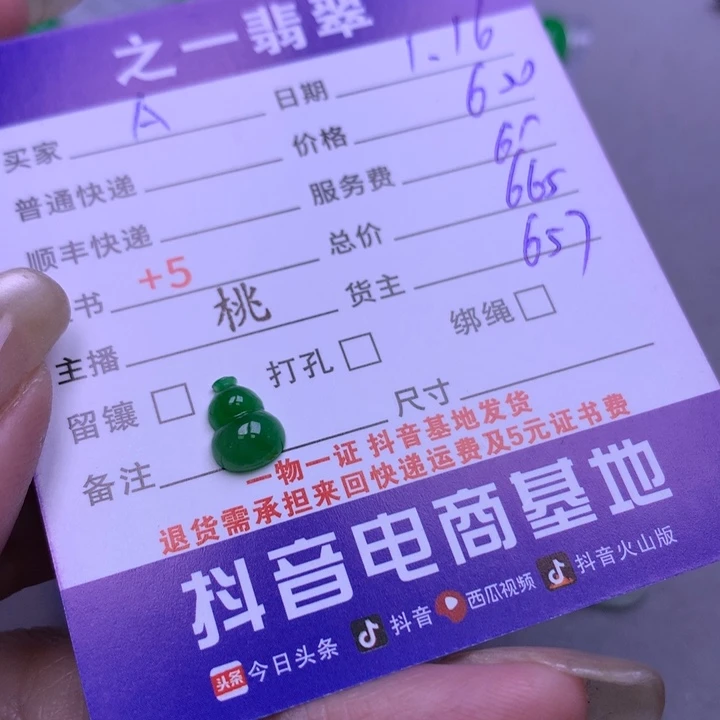 之一翡翠
买家 A 日期 1.16
普通快递 价格 620
顺丰快递 服务费
书 +5 总价 665
主播 桃 货主 657
留镶 打孔 绑绳
备注 尺寸
一物一证 抖音基地发货
退货需承担来回快递运费及5元证书费
抖音电商基地
头条 今日头条 抖音 西瓜视频 抖音火山版